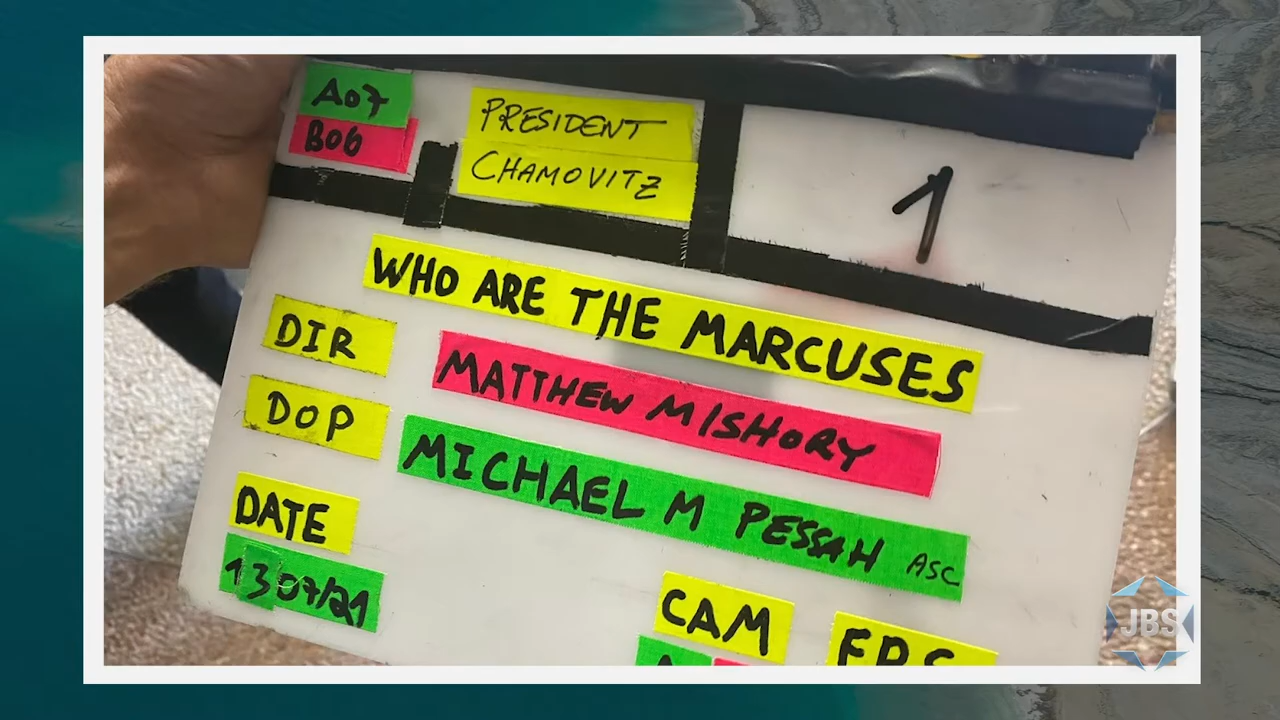 A07
B06
PRESIDENT
CHAMOVITZ
1
WHO ARE THE MARCUSES
DIR
MATTHEW MISHORY
DOP
MICHAEL M PESSAH ASC
DATE
13 07/21
CAM
FPS
JBS